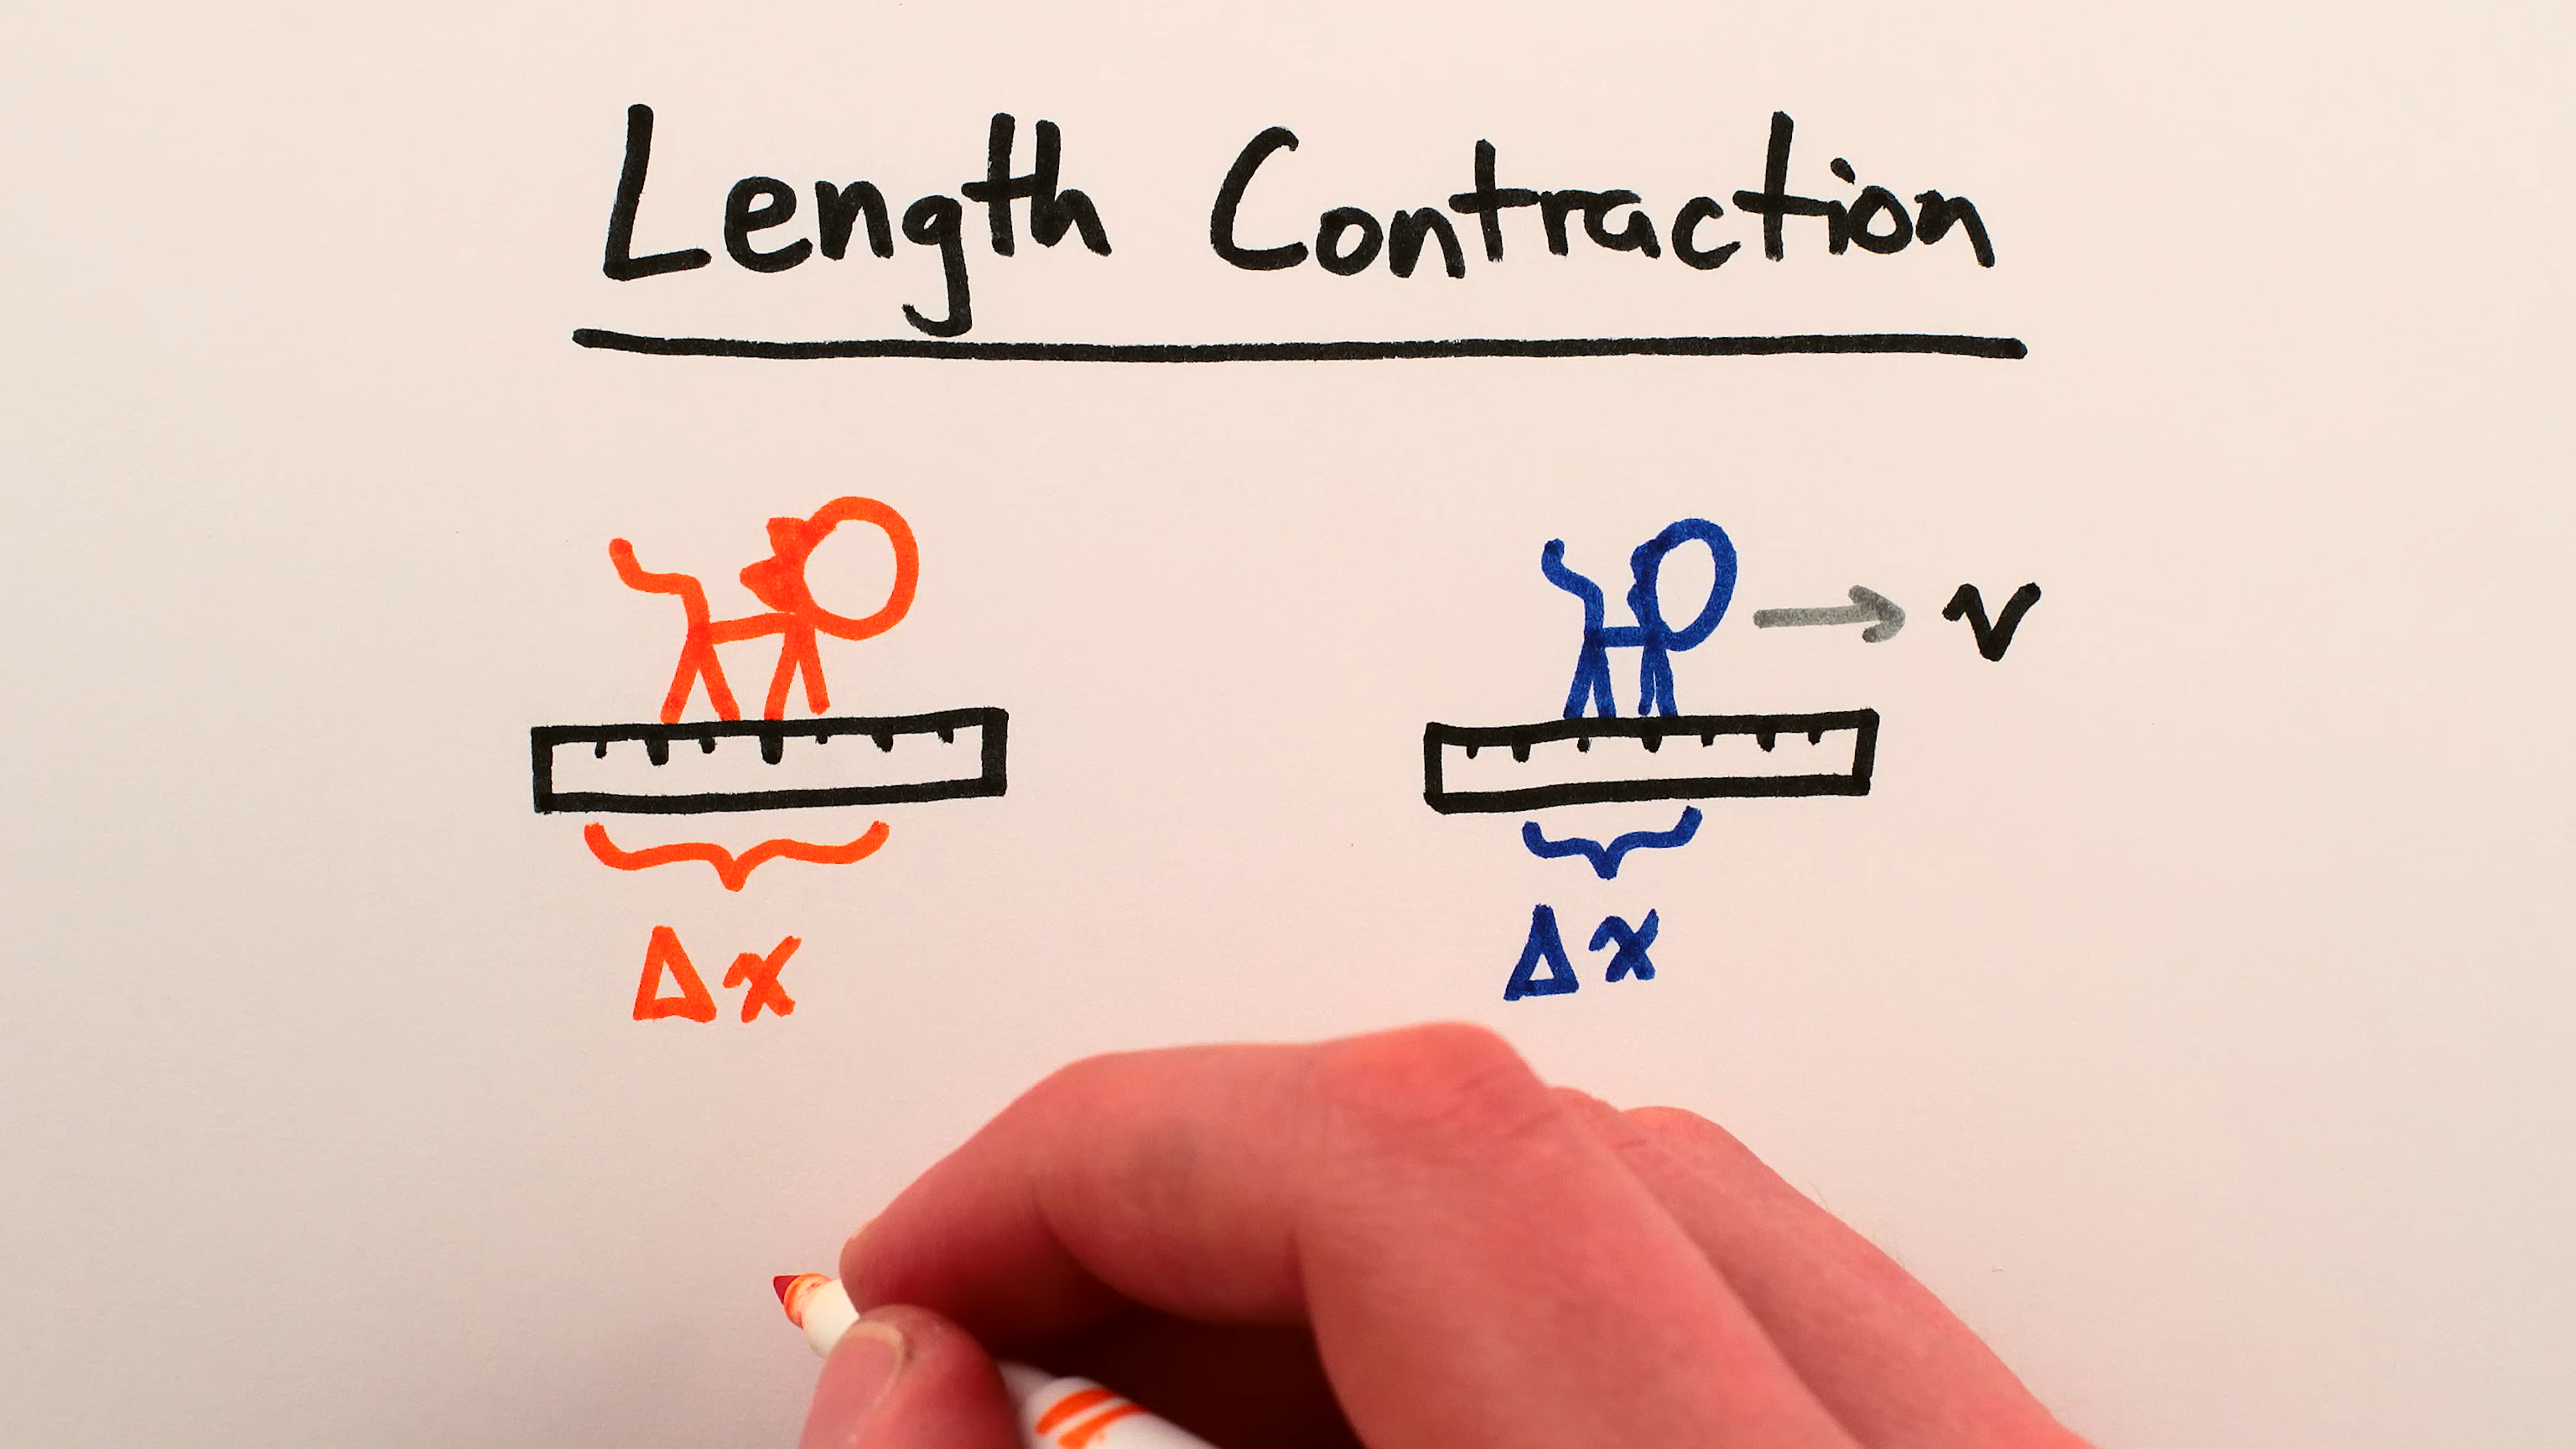 Length Contraction
v
Δx Δx